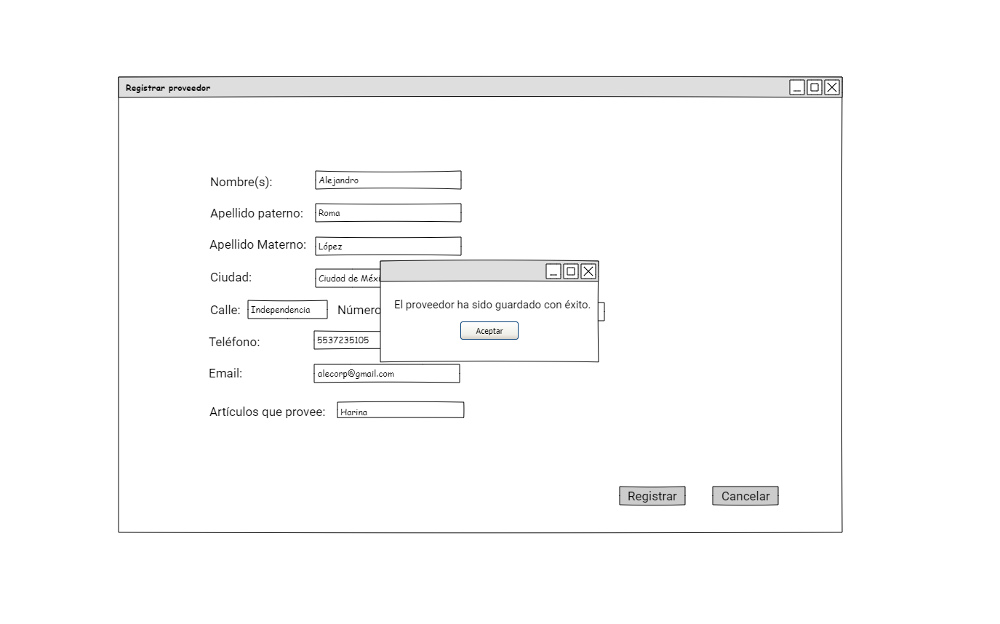 Registrar proveedor
Nombre(s): Alejandro
Apellido paterno: Roma
Apellido Materno: López
Ciudad: Ciudad de Méxi
Calle: Independencia Número
El proveedor ha sido guardado con éxito.
Aceptar
Teléfono: 5537235105
Email: alecorp@gmail.com
Artículos que provee: Harina
Registrar Cancelar